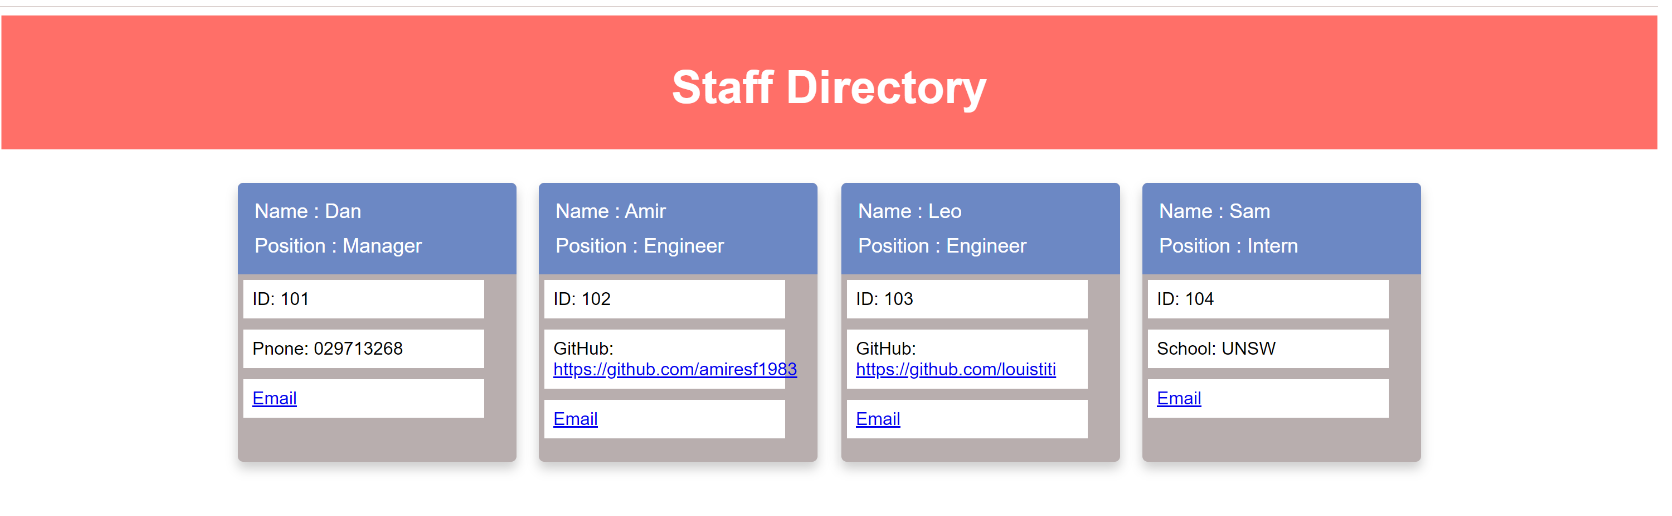 Staff Directory
Name : Dan
Position : Manager
ID: 101
Pnone: 029713268
Email
Name : Amir
Position : Engineer
ID: 102
GitHub:
https://github.com/amiresf1983
Email
Name : Leo
Position : Engineer
ID: 103
GitHub:
https://github.com/louistiti
Email
Name : Sam
Position : Intern
ID: 104
School: UNSW
Email